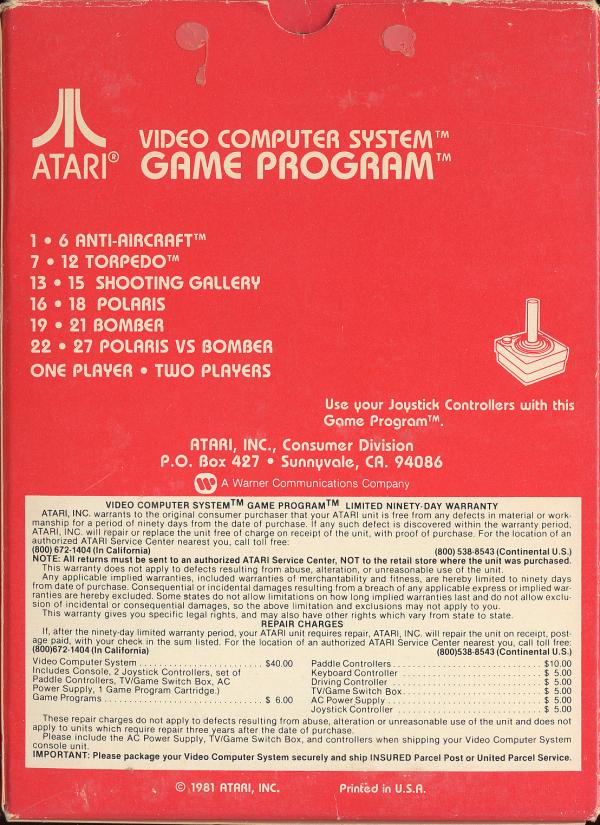 VIDEO COMPUTER SYSTEM™
ATARI® GAME PROGRAM™
1 • 6 ANTI-AIRCRAFT™
7 • 12 TORPEDO™
13 • 15 SHOOTING GALLERY
16 • 18 POLARIS
19 • 21 BOMBER
22 • 27 POLARIS VS BOMBER
ONE PLAYER • TWO PLAYERS
Use your Joystick Controllers with this
Game Program™.
ATARI, INC., Consumer Division
P.O. Box 427 • Sunnyvale, CA. 94086
A Warner Communications Company
VIDEO COMPUTER SYSTEM™ GAME PROGRAM™ LIMITED NINETY-DAY WARRANTY
ATARI, INC. warrants to the original consumer purchaser that your ATARI unit is free from any defects in material or work-
manship for a period of ninety days from the date of purchase. If any such defect is discovered within the warranty period,
ATARI, INC. will repair or replace the unit free of charge on receipt of the unit, with proof of purchase. For the location of an
authorized ATARI Service Center nearest you, call toll free:
(800) 672-1404 (In California) (800) 538-8543 (Continental U.S.)
NOTE: All returns must be sent to an authorized ATARI Service Center, NOT to the retail store where the unit was purchased.
This warranty does not apply to defects resulting from abuse, alteration, or unreasonable use of the unit.
Any applicable implied warranties, included warranties of merchantability and fitness, are hereby limited to ninety days
from date of purchase. Consequential or incidental damages resulting from a breach of any applicable express or implied war-
ranties are hereby excluded. Some states do not allow limitations on how long implied warranties last and do not allow exclu-
sion of incidental or consequential damages, so the above limitation and exclusions may not apply to you.
This warranty gives you specific legal rights, and may also have other rights which vary from state to state.
REPAIR CHARGES
If, after the ninety-day limited warranty period, your ATARI unit requires repair, ATARI, INC. will repair the unit on receipt, post-
age paid, with your check in the sum listed. For the location of an authorized ATARI Service Center nearest you, call toll free:
(800)672-1404 (In California) (800)538-8543 (Continental U.S.)
Video Computer System . . . . . . . . . . $40.00
Includes Console, 2 Joystick Controllers, set of
Paddle Controllers, TV/Game Switch Box, AC
Power Supply, 1 Game Program Cartridge.)
Game Programs . . . . . . . . . . $ 6.00
Paddle Controllers . . . . . . . . . . $10.00
Keyboard Controller . . . . . . . . . . $ 5.00
Driving Controller . . . . . . . . . . $ 5.00
TV/Game Switch Box . . . . . . . . . . $ 5.00
AC Power Supply . . . . . . . . . . $ 5.00
Joystick Controller . . . . . . . . . . $ 5.00
These repair charges do not apply to defects resulting from abuse, alteration or unreasonable use of the unit and does not
apply to units which require repair three years after the date of purchase.
Please include the AC Power Supply, TV/Game Switch Box, and controllers when shipping your Video Computer System
console unit.
IMPORTANT: Please package your Video Computer System securely and ship INSURED Parcel Post or United Parcel Service.
© 1981 ATARI, INC. Printed in U.S.A.